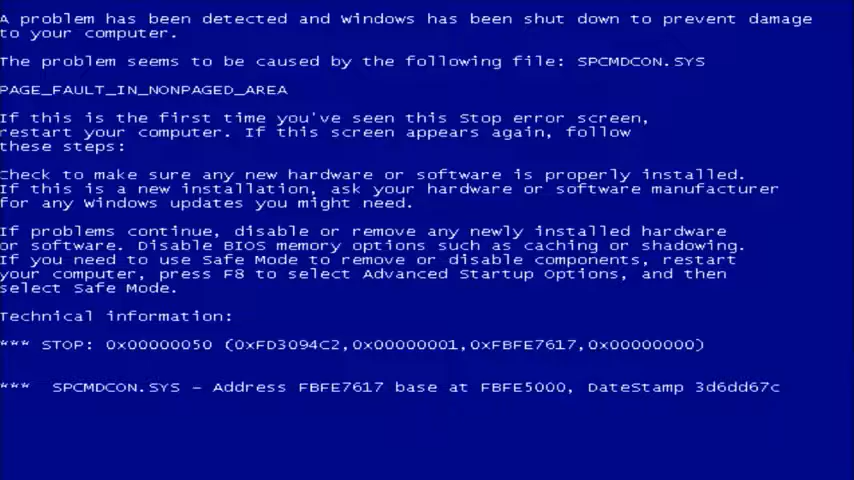 A problem has been detected and Windows has been shut down to prevent damage
to your computer.
The problem seems to be caused by the following file: SPCMDCON.SYS
PAGE_FAULT_IN_NONPAGED_AREA
If this is the first time you've seen this Stop error screen,
restart your computer. If this screen appears again, follow
these steps:
Check to make sure any new hardware or software is properly installed.
If this is a new installation, ask your hardware or software manufacturer
for any Windows updates you might need.
If problems continue, disable or remove any newly installed hardware
or software. Disable BIOS memory options such as caching or shadowing.
If you need to use Safe Mode to remove or disable components, restart
your computer, press F8 to select Advanced Startup Options, and then
select Safe Mode.
Technical information:
*** STOP: 0x00000050 (0xFD3094C2,0x00000001,0xFBFE7617,0x00000000)
*** SPCMDCON.SYS - Address FBFE7617 base at FBFE5000, DateStamp 3d6dd67c